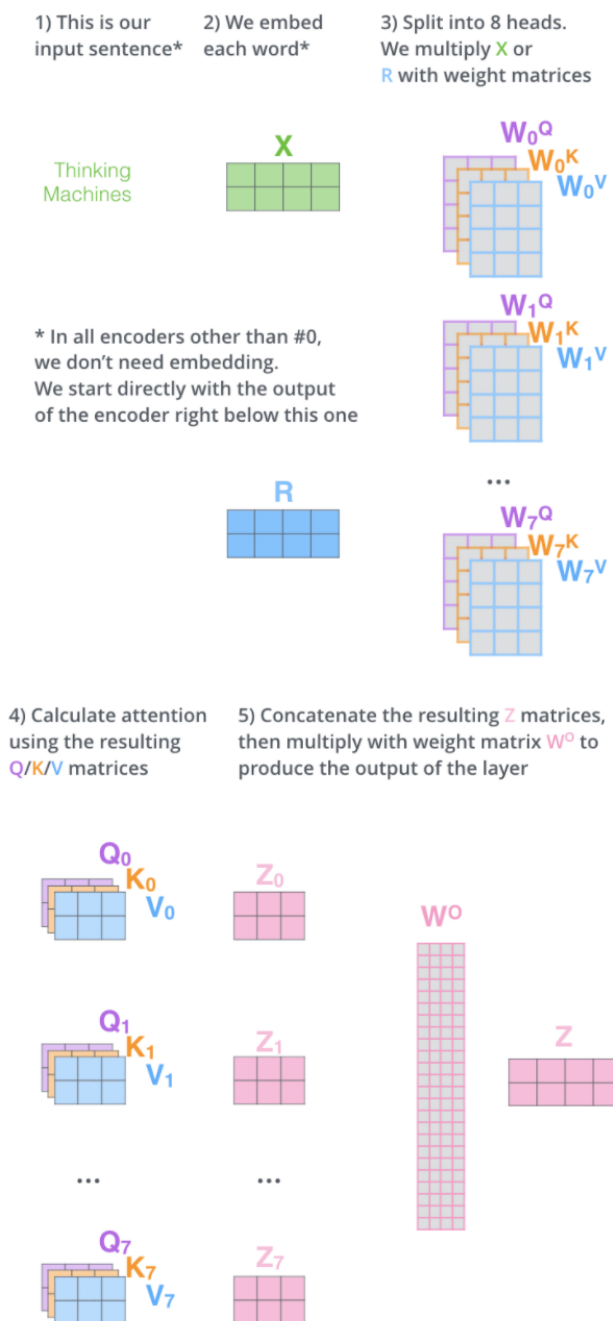 1) This is our
input sentence*
2) We embed
each word*
3) Split into 8 heads.
We multiply X or
R with weight matrices
Thinking
Machines
X
W₀Q
W₀K
W₀V
* In all encoders other than #0,
we don’t need embedding.
We start directly with the output
of the encoder right below this one
W₁Q
W₁K
W₁V
...
R
W₇Q
W₇K
W₇V
4) Calculate attention
using the resulting
Q/K/V matrices
5) Concatenate the resulting Z matrices,
then multiply with weight matrix Wᴼ to
produce the output of the layer
Q₀
K₀
V₀
Z₀
Wᴼ
Q₁
K₁
V₁
Z₁
Z
...
...
Q₇
K₇
V₇
Z₇